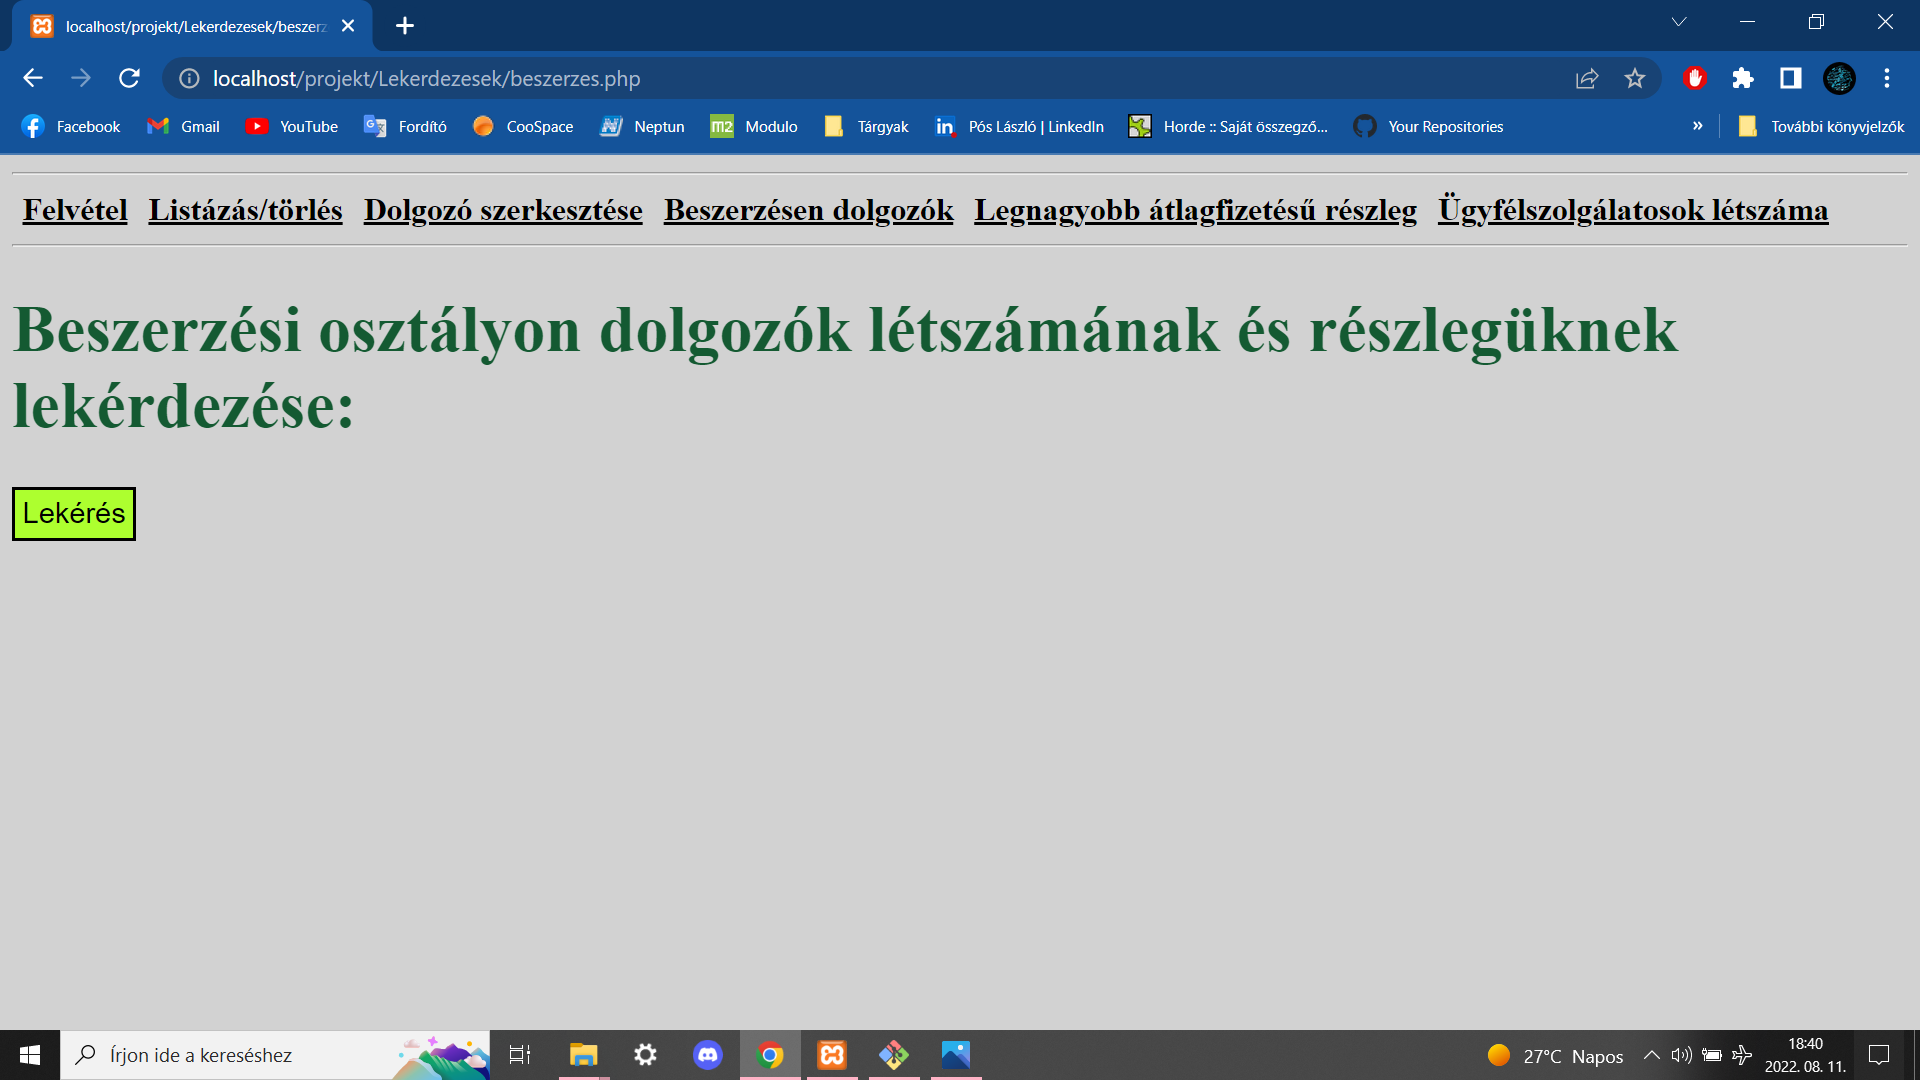 localhost/projekt/Lekerdezesek/beszerz
localhost/projekt/Lekerdezesek/beszerzes.php
Facebook Gmail YouTube Fordító CooSpace Neptun m2 Modulo Tárgyak in Pós László | LinkedIn Horde :: Saját összegző... Your Repositories » További könyvjelzők
Felvétel Listázás/törlés Dolgozó szerkesztése Beszerzésen dolgozók Legnagyobb átlagfizetésű részleg Ügyfélszolgálatosok létszáma
Beszerzési osztályon dolgozók létszámának és részlegüknek
lekérdezése:
Lekérés
Írjon ide a kereséshez
27°C Napos
18:40
2022. 08. 11.